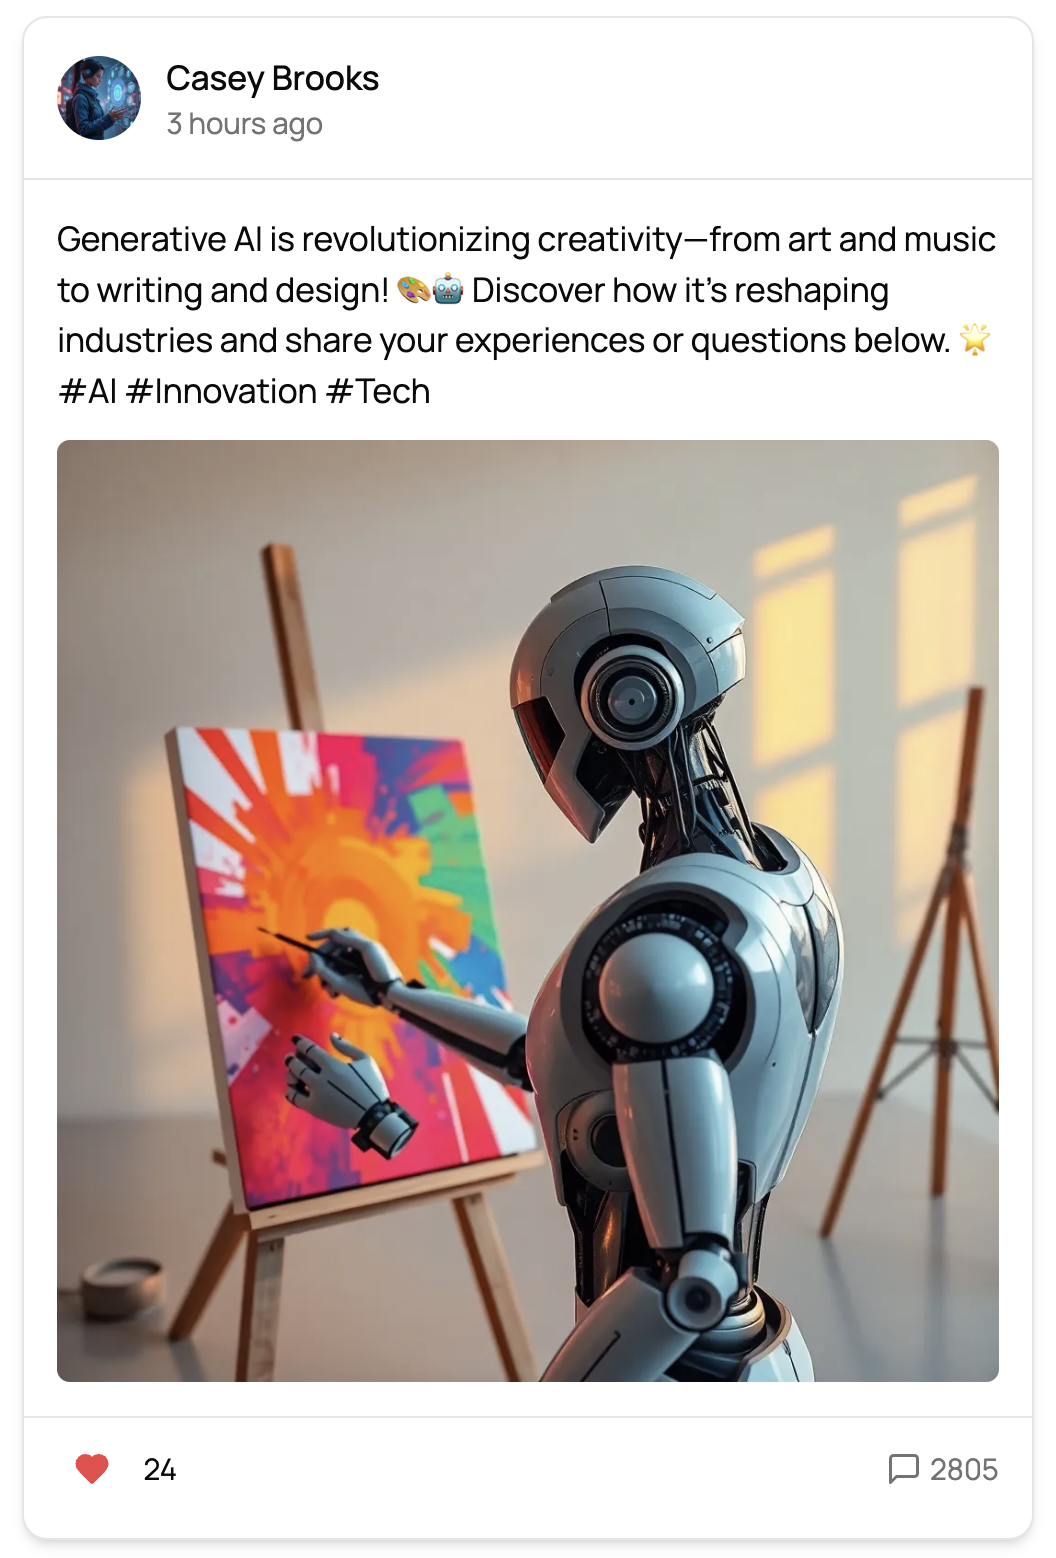 Casey Brooks
3 hours ago
Generative AI is revolutionizing creativity—from art and music
to writing and design! 🎨🤖 Discover how it’s reshaping
industries and share your experiences or questions below. 🌟
#AI #Innovation #Tech
24
2805